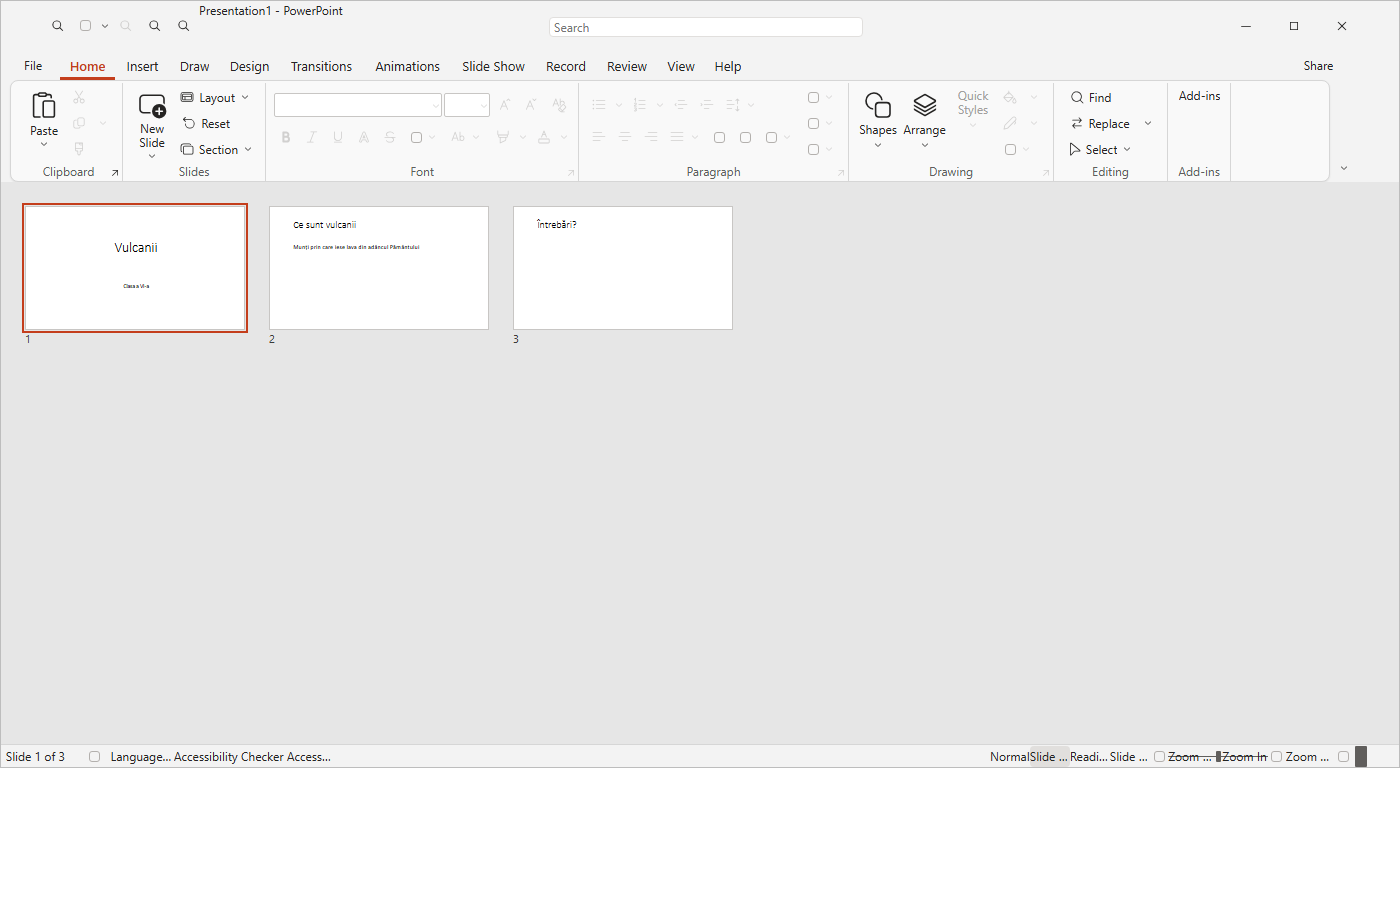 Presentation1 - PowerPoint
Search
File Home Insert Draw Design Transitions Animations Slide Show Record Review View Help Share
Paste
Clipboard
New Slide
Layout
Reset
Section
Slides
Font
Paragraph
Shapes
Arrange
Quick Styles
Drawing
Find
Replace
Select
Editing
Add-ins
Add-ins
Vulcanii
Clasa a VI-a
1
Ce sunt vulcanii
Munți prin care iese lava din adâncul Pământului
2
Întrebări?
3
Slide 1 of 3 Language... Accessibility Checker Access... Normal Slide ... Readi... Slide ... Zoom ... Zoom In Zoom ...